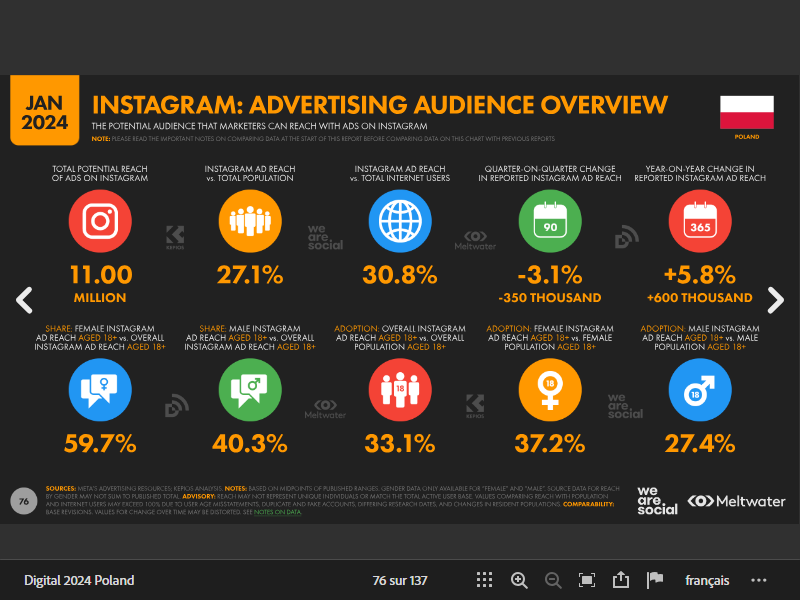 JAN
2024
INSTAGRAM: ADVERTISING AUDIENCE OVERVIEW
THE POTENTIAL AUDIENCE THAT MARKETERS CAN REACH WITH ADS ON INSTAGRAM
NOTE: PLEASE READ THE IMPORTANT NOTES ON COMPARING DATA AT THE START OF THIS REPORT BEFORE COMPARING DATA ON THIS CHART WITH PREVIOUS REPORTS
POLAND
TOTAL POTENTIAL REACH
OF ADS ON INSTAGRAM
11.00
MILLION
INSTAGRAM AD REACH
vs. TOTAL POPULATION
27.1%
INSTAGRAM AD REACH
vs. TOTAL INTERNET USERS
30.8%
QUARTER-ON-QUARTER CHANGE
IN REPORTED INSTAGRAM AD REACH
90
-3.1%
-350 THOUSAND
YEAR-ON-YEAR CHANGE IN
REPORTED INSTAGRAM AD REACH
365
+5.8%
+600 THOUSAND
KEPIOS
we
are.
social
Meltwater
SHARE: FEMALE INSTAGRAM
AD REACH AGED 18+ vs. OVERALL
INSTAGRAM AD REACH AGED 18+
59.7%
SHARE: MALE INSTAGRAM
AD REACH AGED 18+ vs. OVERALL
INSTAGRAM AD REACH AGED 18+
40.3%
ADOPTION: OVERALL INSTAGRAM
AD REACH AGED 18+ vs. OVERALL
POPULATION AGED 18+
18
33.1%
ADOPTION: FEMALE INSTAGRAM
AD REACH AGED 18+ vs. FEMALE
POPULATION AGED 18+
18
37.2%
ADOPTION: MALE INSTAGRAM
AD REACH AGED 18+ vs. MALE
POPULATION AGED 18+
18
27.4%
Meltwater
KEPIOS
we
are.
social
76
SOURCES: META'S ADVERTISING RESOURCES; KEPIOS ANALYSIS. NOTES: BASED ON MIDPOINTS OF PUBLISHED RANGES. GENDER DATA ONLY AVAILABLE FOR "FEMALE" AND "MALE". SOURCE DATA FOR REACH
BY GENDER MAY NOT SUM TO PUBLISHED TOTAL. ADVISORY: REACH MAY NOT REPRESENT UNIQUE INDIVIDUALS OR MATCH THE TOTAL ACTIVE USER BASE. VALUES COMPARING REACH WITH POPULATION
AND INTERNET USERS MAY EXCEED 100% DUE TO USER AGE MISSTATEMENTS, DUPLICATE AND FAKE ACCOUNTS, DIFFERING RESEARCH DATES, AND CHANGES IN RESIDENT POPULATIONS. COMPARABILITY:
BASE REVISIONS. VALUES FOR CHANGE OVER TIME MAY BE DISTORTED. SEE NOTES ON DATA.
we
are.
social
Meltwater
Digital 2024 Poland
76 sur 137
français